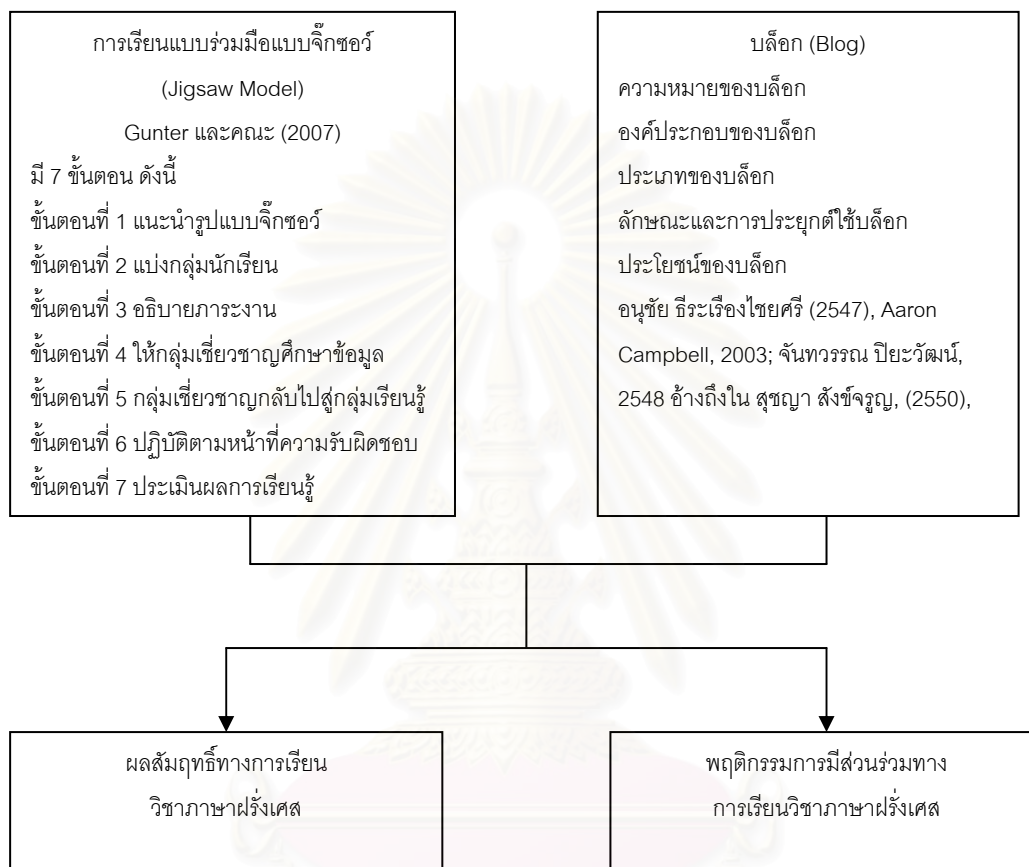 การเรียนแบบร่วมมือแบบจิ๊กซอว์
(Jigsaw Model)
Gunter และคณะ (2007)
มี 7 ขั้นตอน ดังนี้
ขั้นตอนที่ 1 แนะนำรูปแบบจิ๊กซอว์
ขั้นตอนที่ 2 แบ่งกลุ่มนักเรียน
ขั้นตอนที่ 3 อธิบายภาระงาน
ขั้นตอนที่ 4 ให้กลุ่มเชี่ยวชาญศึกษาข้อมูล
ขั้นตอนที่ 5 กลุ่มเชี่ยวชาญกลับไปสู่กลุ่มเรียนรู้
ขั้นตอนที่ 6 ปฏิบัติตามหน้าที่ความรับผิดชอบ
ขั้นตอนที่ 7 ประเมินผลการเรียนรู้
บล็อก (Blog)
ความหมายของบล็อก
องค์ประกอบของบล็อก
ประเภทของบล็อก
ลักษณะและการประยุกต์ใช้บล็อก
ประโยชน์ของบล็อก
อนุชัย ธีระเรืองไชยศรี (2547), Aaron
Campbell, 2003; จันทวรรณ ปิยะวัฒน์,
2548 อ้างถึงใน สุชญา สังข์จรูญ, (2550),
ผลสัมฤทธิ์ทางการเรียน
วิชาภาษาฝรั่งเศส
พฤติกรรมการมีส่วนร่วมทาง
การเรียนวิชาภาษาฝรั่งเศส